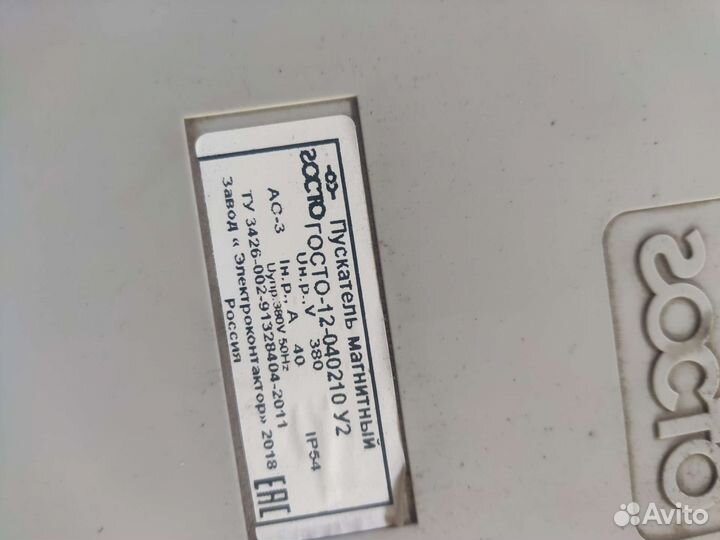 Пускатель магнитный
ГОСТО ГОСТО-12-040210 У2
Uн.р., V 380
АС-3 Iн.р., А 40 IP54
Uупр.380V 50Hz
ТУ 3426-002-91328404-2011
Завод « Электроконтактор» 2018
Россия
ЕАС
ГОСТО
Avito